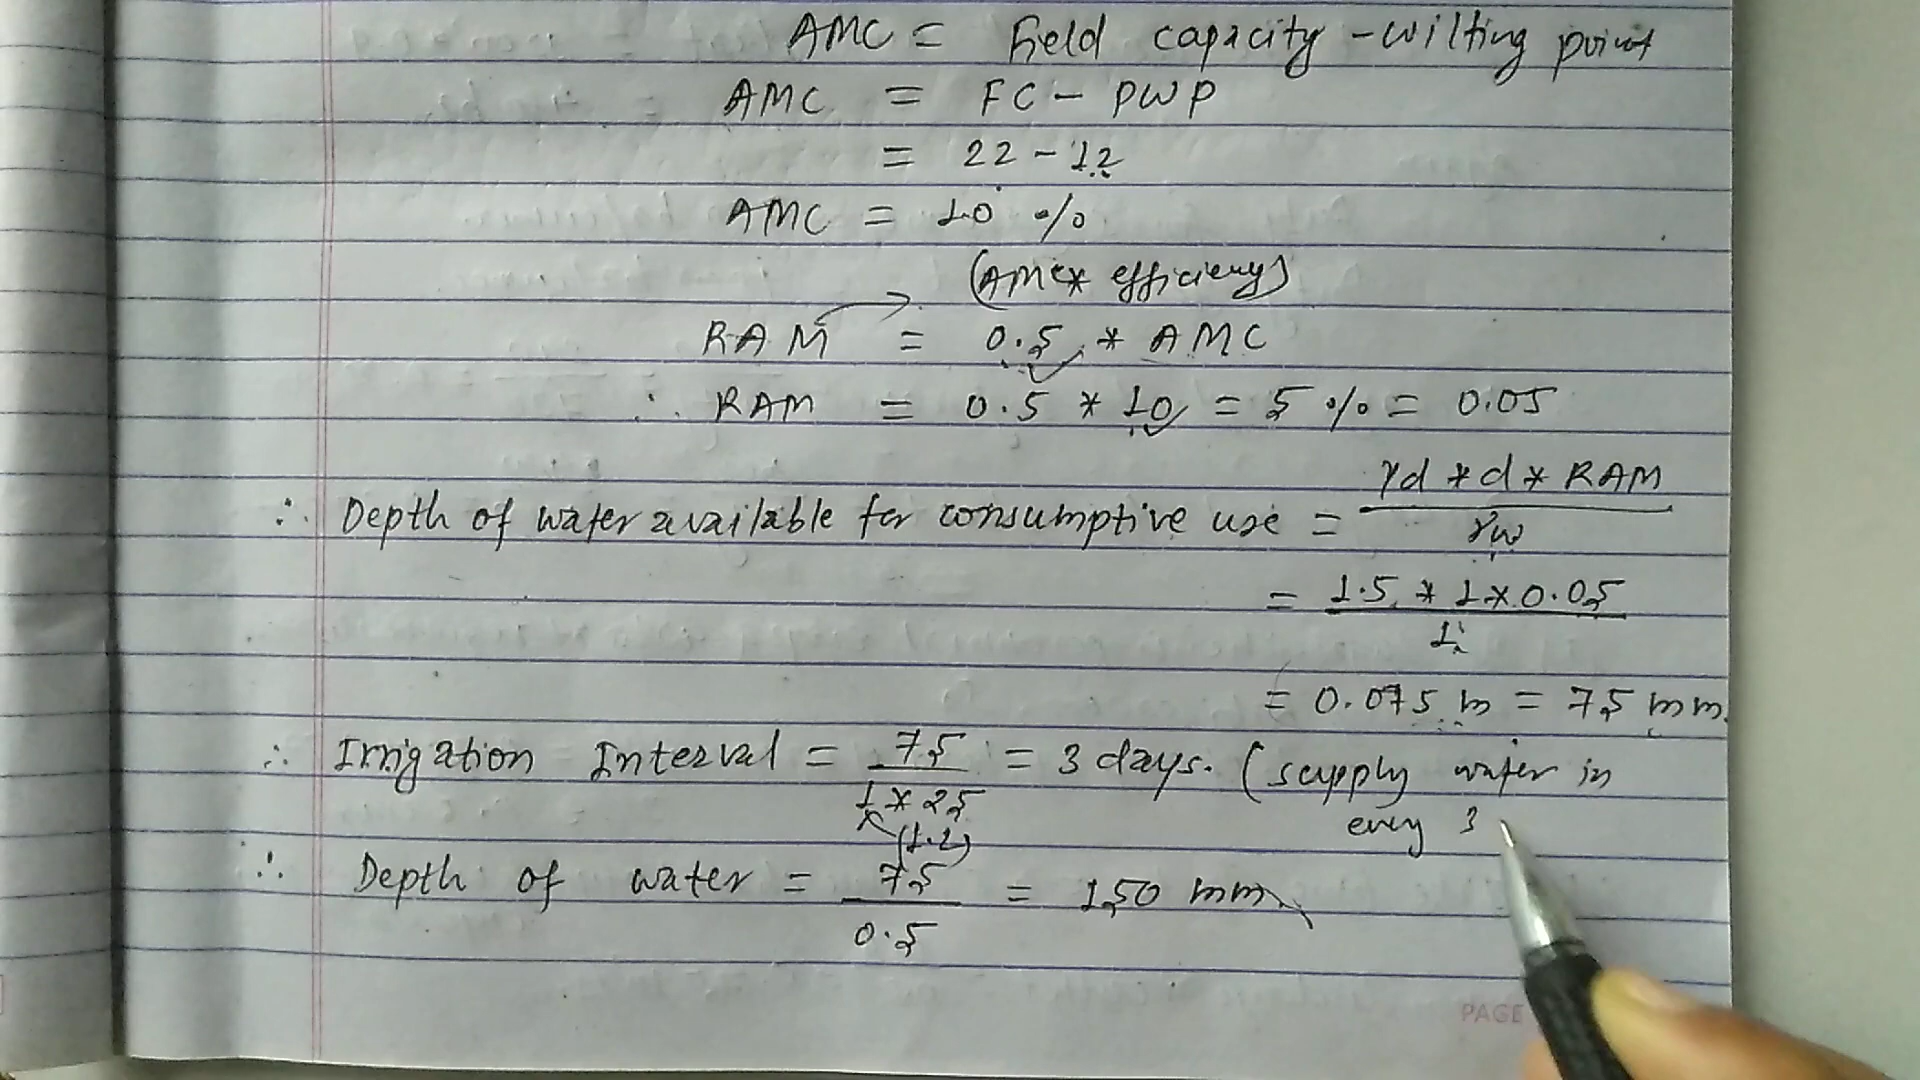 AMC = field capacity - wilting point
AMC = FC - PWP
= 22 - 12
AMC = 10 %
(AMC * efficiency)
RAM = 0.5 * AMC
∴ RAM = 0.5 * 10 = 5 % = 0.05
∴ Depth of water available for consumptive use = γd * d * RAM / γw
= 1.5 * 1 * 0.05 / 1
= 0.075 m = 75 mm.
∴ Irrigation Interval = 75 / 1 * 25 = 3 days. (supply water in
every 3
∴ Depth of water = 75 / 0.5 = 150 mm
PAGE